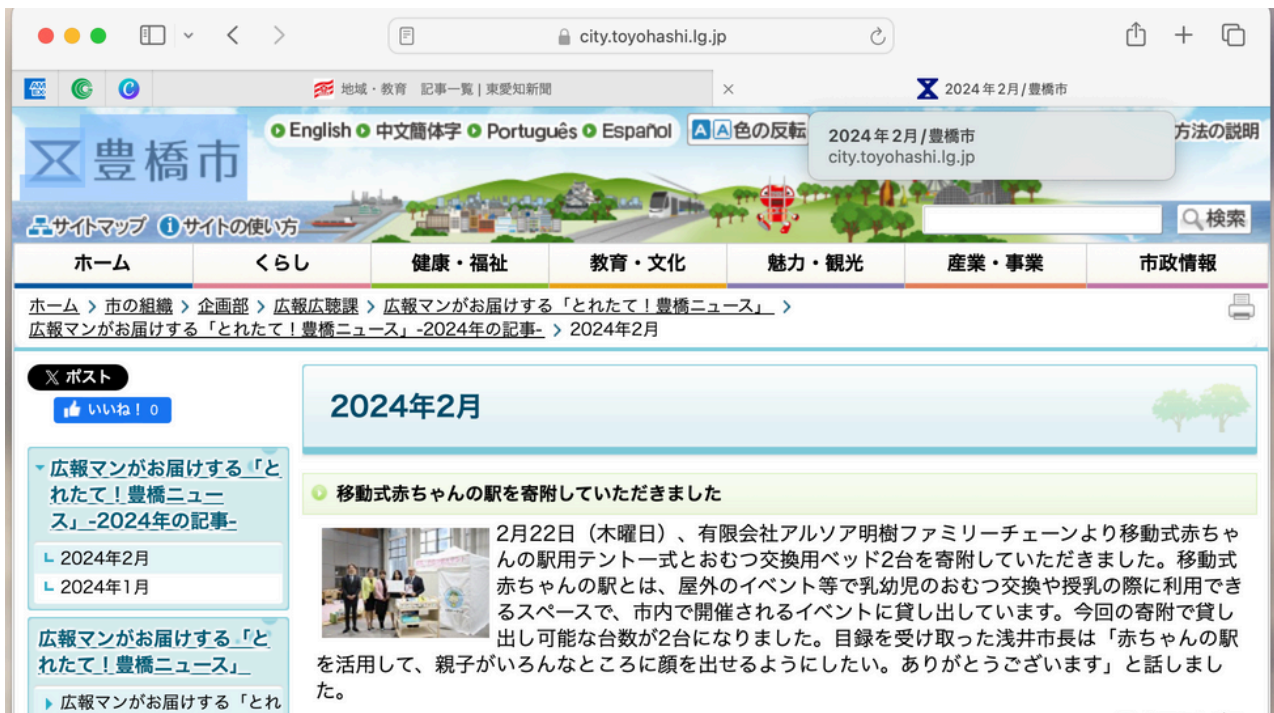 city.toyohashi.lg.jp
地域・教育 記事一覧 | 東愛知新聞
2024年2月/豊橋市
豊橋市
English 中文簡体字 Português Español 色の反転
方法の説明
2024年2月/豊橋市
city.toyohashi.lg.jp
サイトマップ サイトの使い方
検索
ホーム くらし 健康・福祉 教育・文化 魅力・観光 産業・事業 市政情報
ホーム > 市の組織 > 企画部 > 広報広聴課 > 広報マンがお届けする「とれたて！豊橋ニュース」 >
広報マンがお届けする「とれたて！豊橋ニュース」-2024年の記事- > 2024年2月
X ポスト
いいね！ 0
広報マンがお届けする「と
れたて！豊橋ニュー
ス」-2024年の記事-
2024年2月
2024年1月
広報マンがお届けする「と
れたて！豊橋ニュース」
広報マンがお届けする「とれ
2024年2月
移動式赤ちゃんの駅を寄附していただきました
2月22日（木曜日）、有限会社アルソア明樹ファミリーチェーンより移動式赤ちゃ
んの駅用テント一式とおむつ交換用ベッド2台を寄附していただきました。移動式
赤ちゃんの駅とは、屋外のイベント等で乳幼児のおむつ交換や授乳の際に利用でき
るスペースで、市内で開催されるイベントに貸し出しています。今回の寄附で貸し
出し可能な台数が2台になりました。目録を受け取った浅井市長は「赤ちゃんの駅
を活用して、親子がいろんなところに顔を出せるようにしたい。ありがとうございます」と話しまし
た。